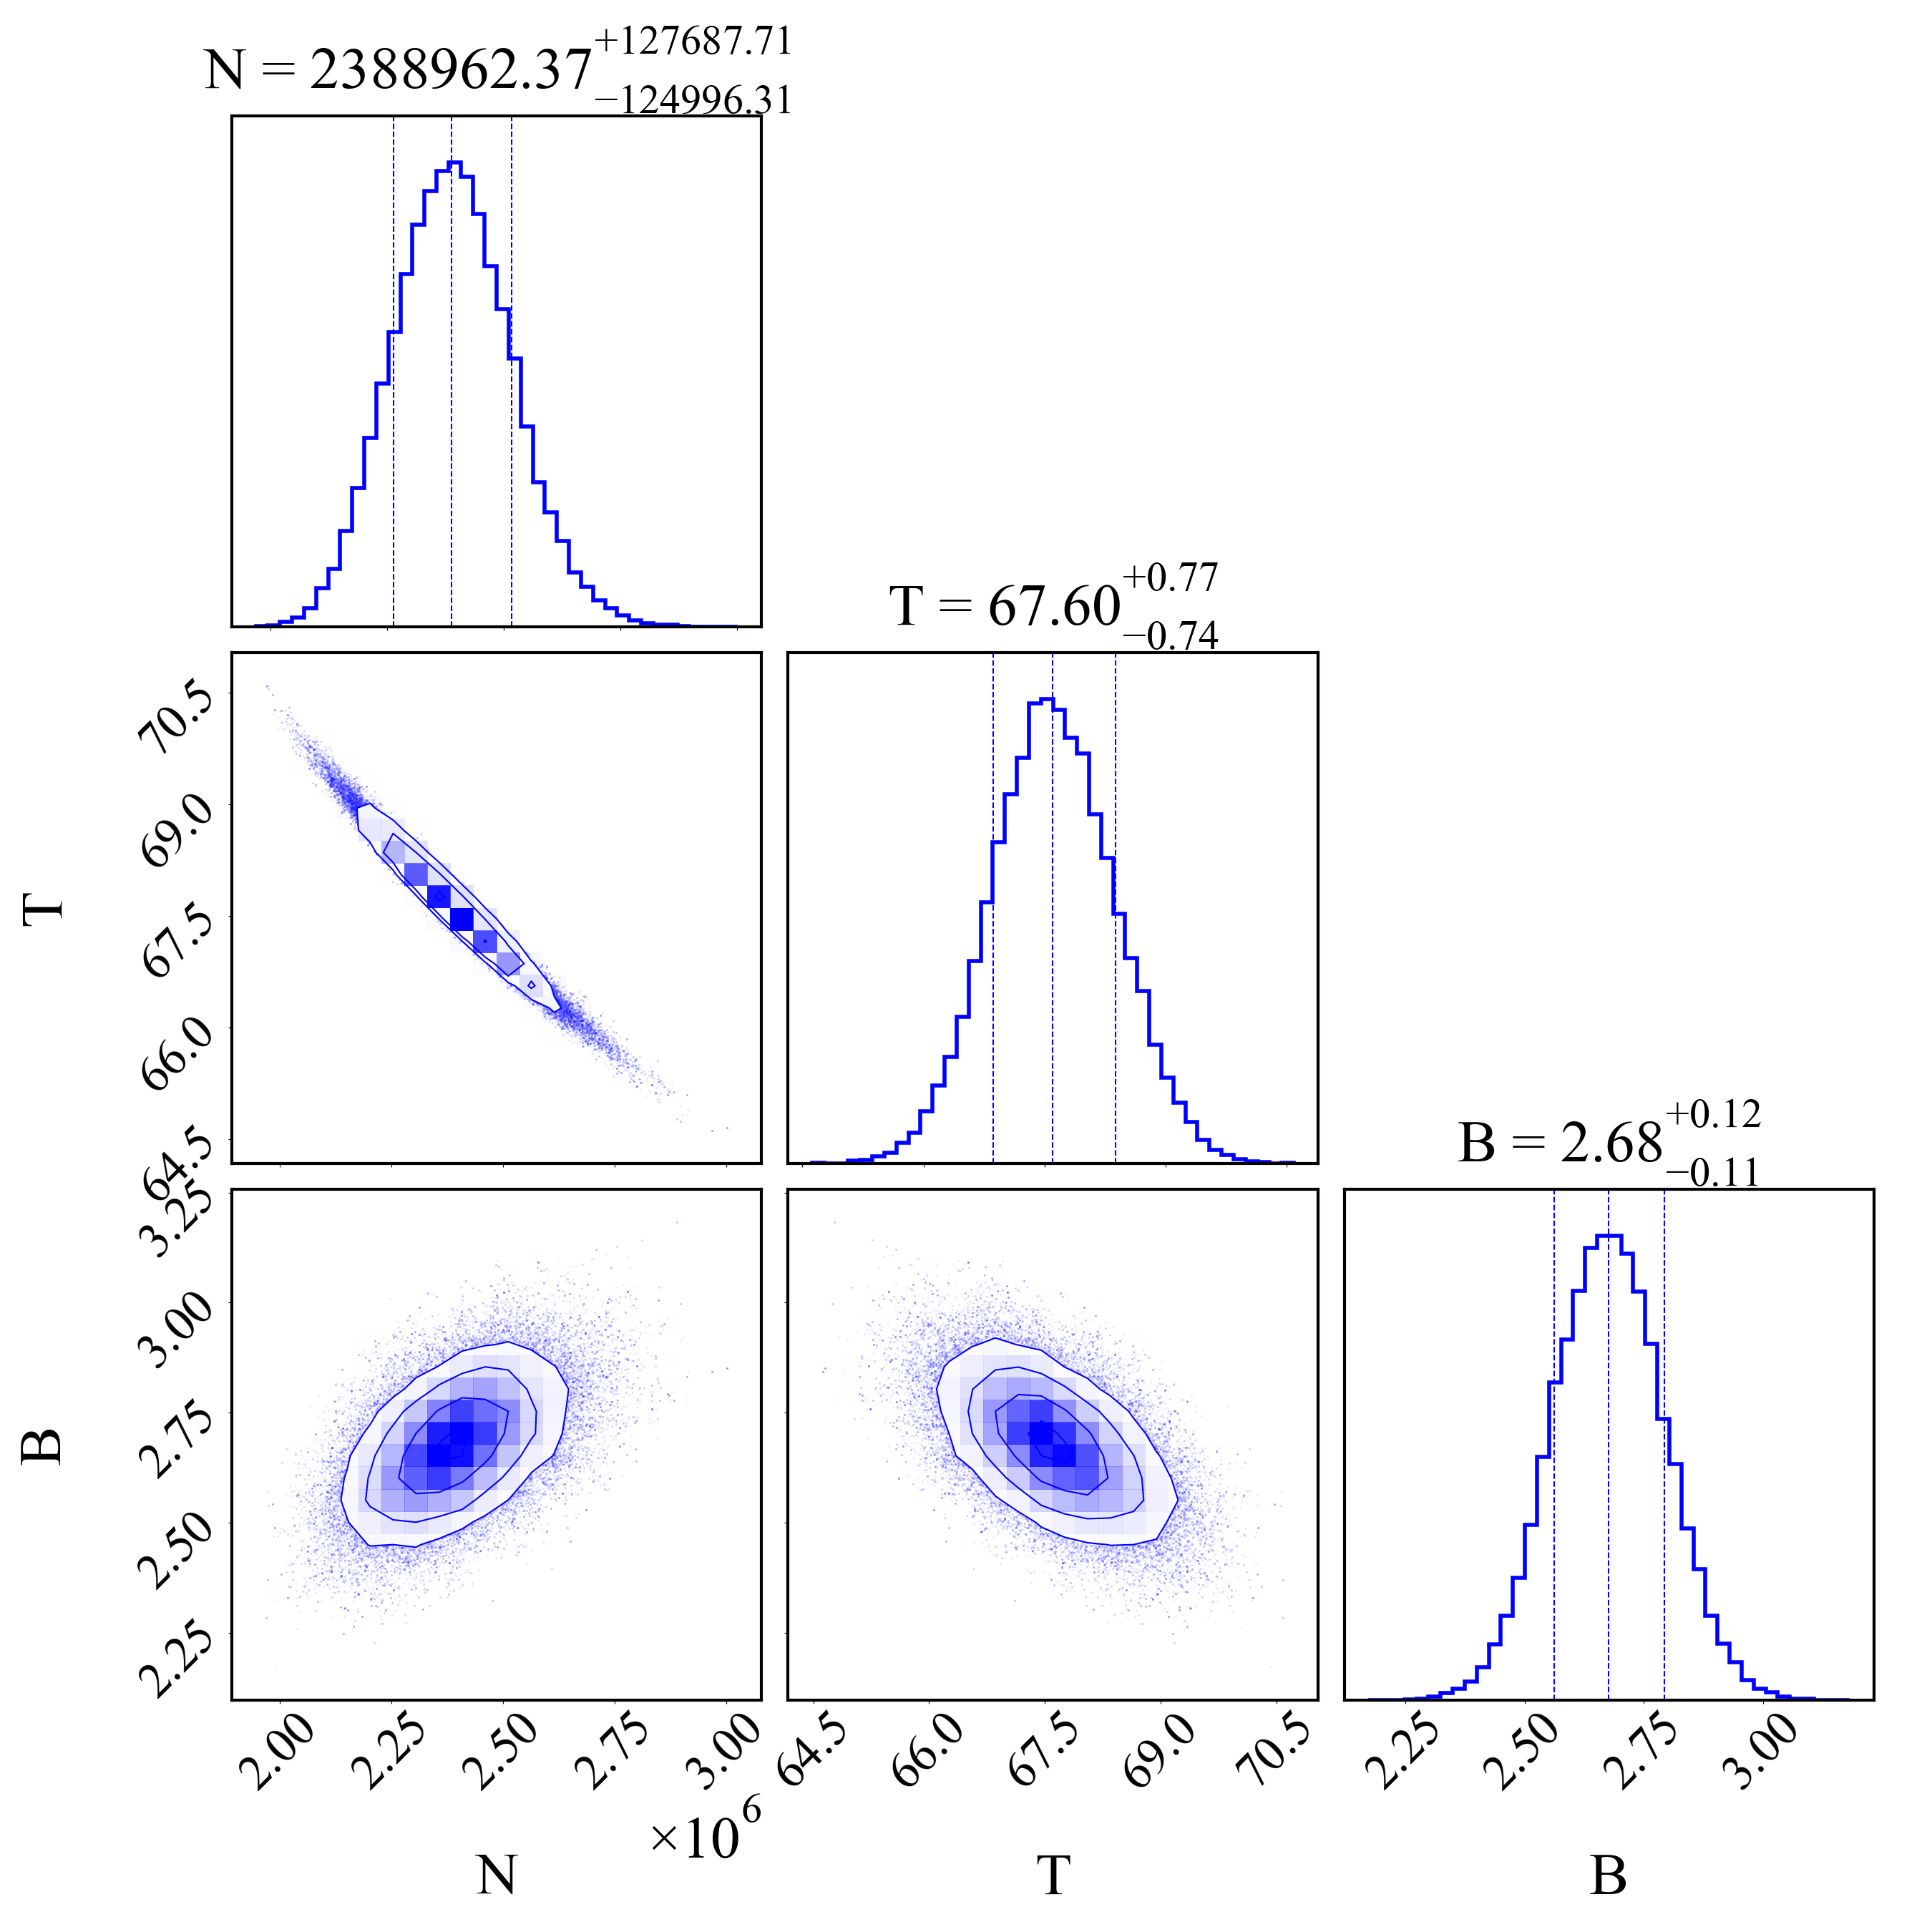 N = 2388962.37 +127687.71 −124996.31
T = 67.60 +0.77 −0.74
70.5
69.0
67.5
66.0
64.5
T
B = 2.68 +0.12 −0.11
3.25
3.00
2.75
2.50
2.25
B
2.00 2.25 2.50 2.75 3.00
64.5 66.0 67.5 69.0 70.5
2.25 2.50 2.75 3.00
×10⁶
N T B